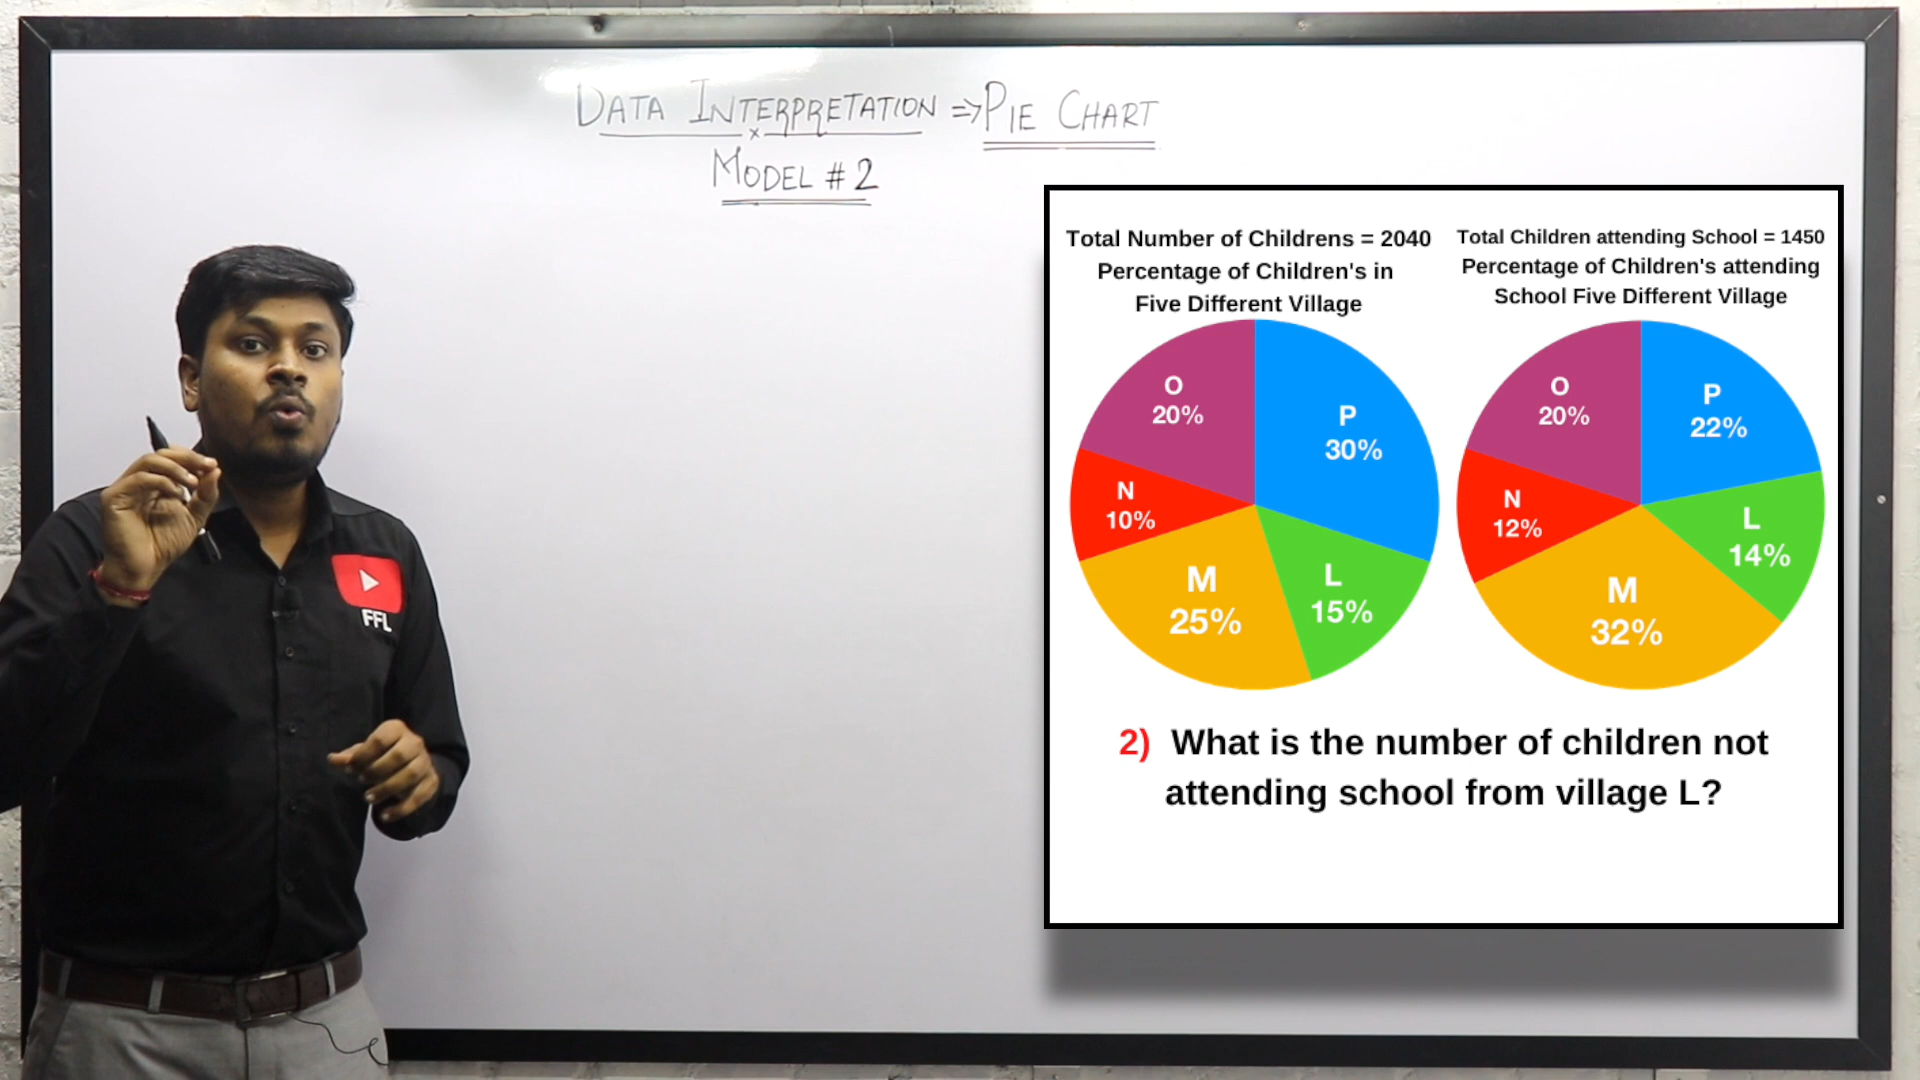 DATA INTERPRETATION => PIE CHART
MODEL # 2
Total Number of Childrens = 2040
Percentage of Children's in
Five Different Village
O
20%
P
30%
N
10%
M
25%
L
15%
Total Children attending School = 1450
Percentage of Children's attending
School Five Different Village
O
20%
P
22%
N
12%
L
14%
M
32%
2) What is the number of children not
attending school from village L?
FFL